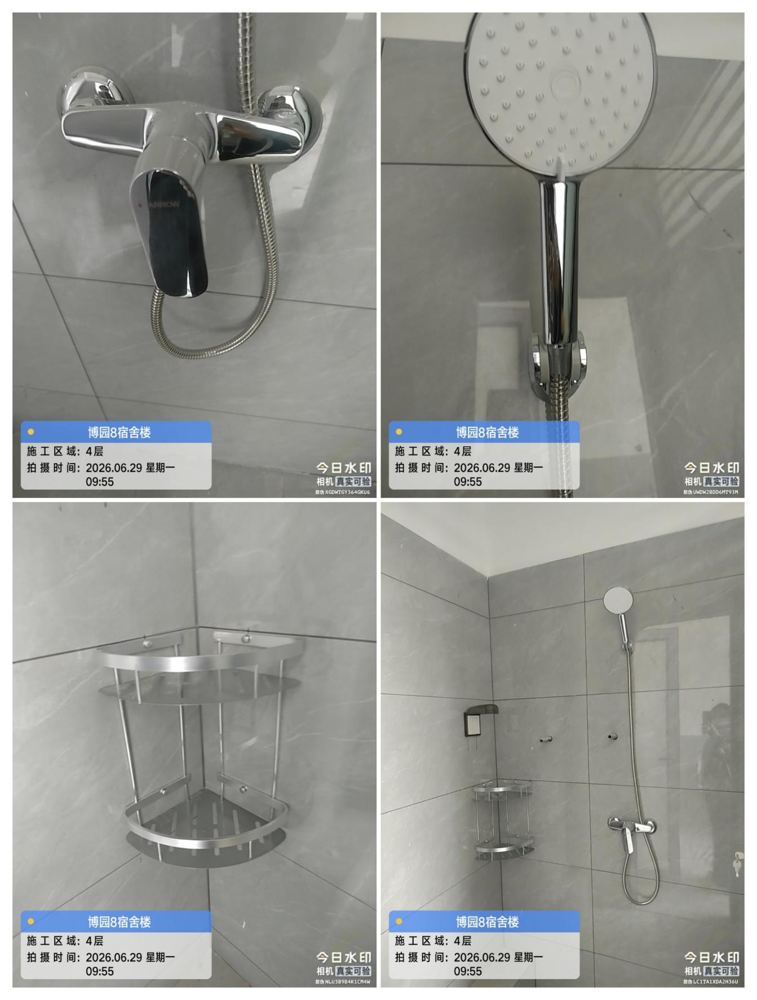 ARROW
博园8宿舍楼
施工区域：4层
拍摄时间：2026.06.29 星期一
09:55
今日水印
相机 真实可验
防伪 XGDWTGY364GKU6
博园8宿舍楼
施工区域：4层
拍摄时间：2026.06.29 星期一
09:55
今日水印
相机 真实可验
防伪 UWDW2BDD6MT93M
博园8宿舍楼
施工区域：4层
拍摄时间：2026.06.29 星期一
09:55
今日水印
相机 真实可验
防伪 NLU3B9B4K1CM4W
博园8宿舍楼
施工区域：4层
拍摄时间：2026.06.29 星期一
09:55
今日水印
相机 真实可验
防伪 LC1TA1XDA2H36U